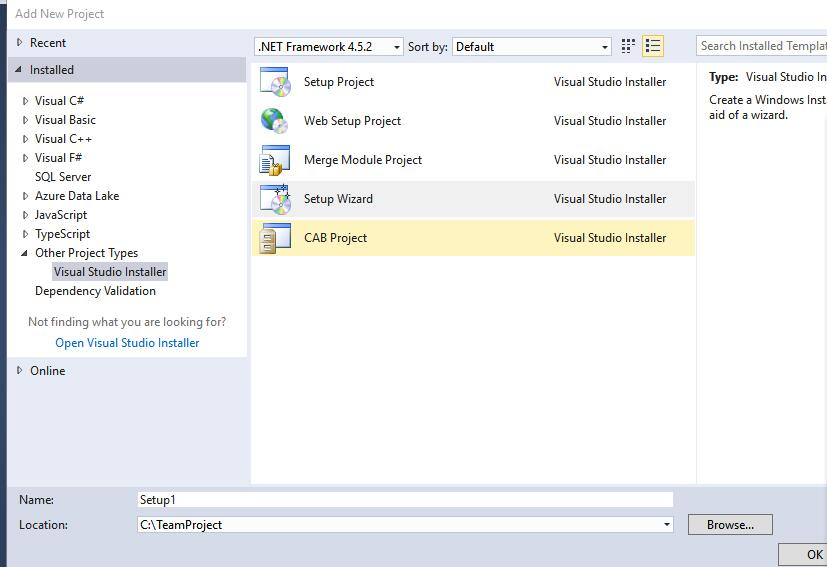 Add New Project
Recent
.NET Framework 4.5.2
Sort by:
Default
Search Installed Templat
Installed
Visual C#
Visual Basic
Visual C++
Visual F#
SQL Server
Azure Data Lake
JavaScript
TypeScript
Other Project Types
Visual Studio Installer
Dependency Validation
Not finding what you are looking for?
Open Visual Studio Installer
Online
Setup Project Visual Studio Installer
Web Setup Project Visual Studio Installer
Merge Module Project Visual Studio Installer
Setup Wizard Visual Studio Installer
CAB Project Visual Studio Installer
Type: Visual Studio In
Create a Windows Inst
aid of a wizard.
Name: Setup1
Location: C:\TeamProject
Browse...
OK